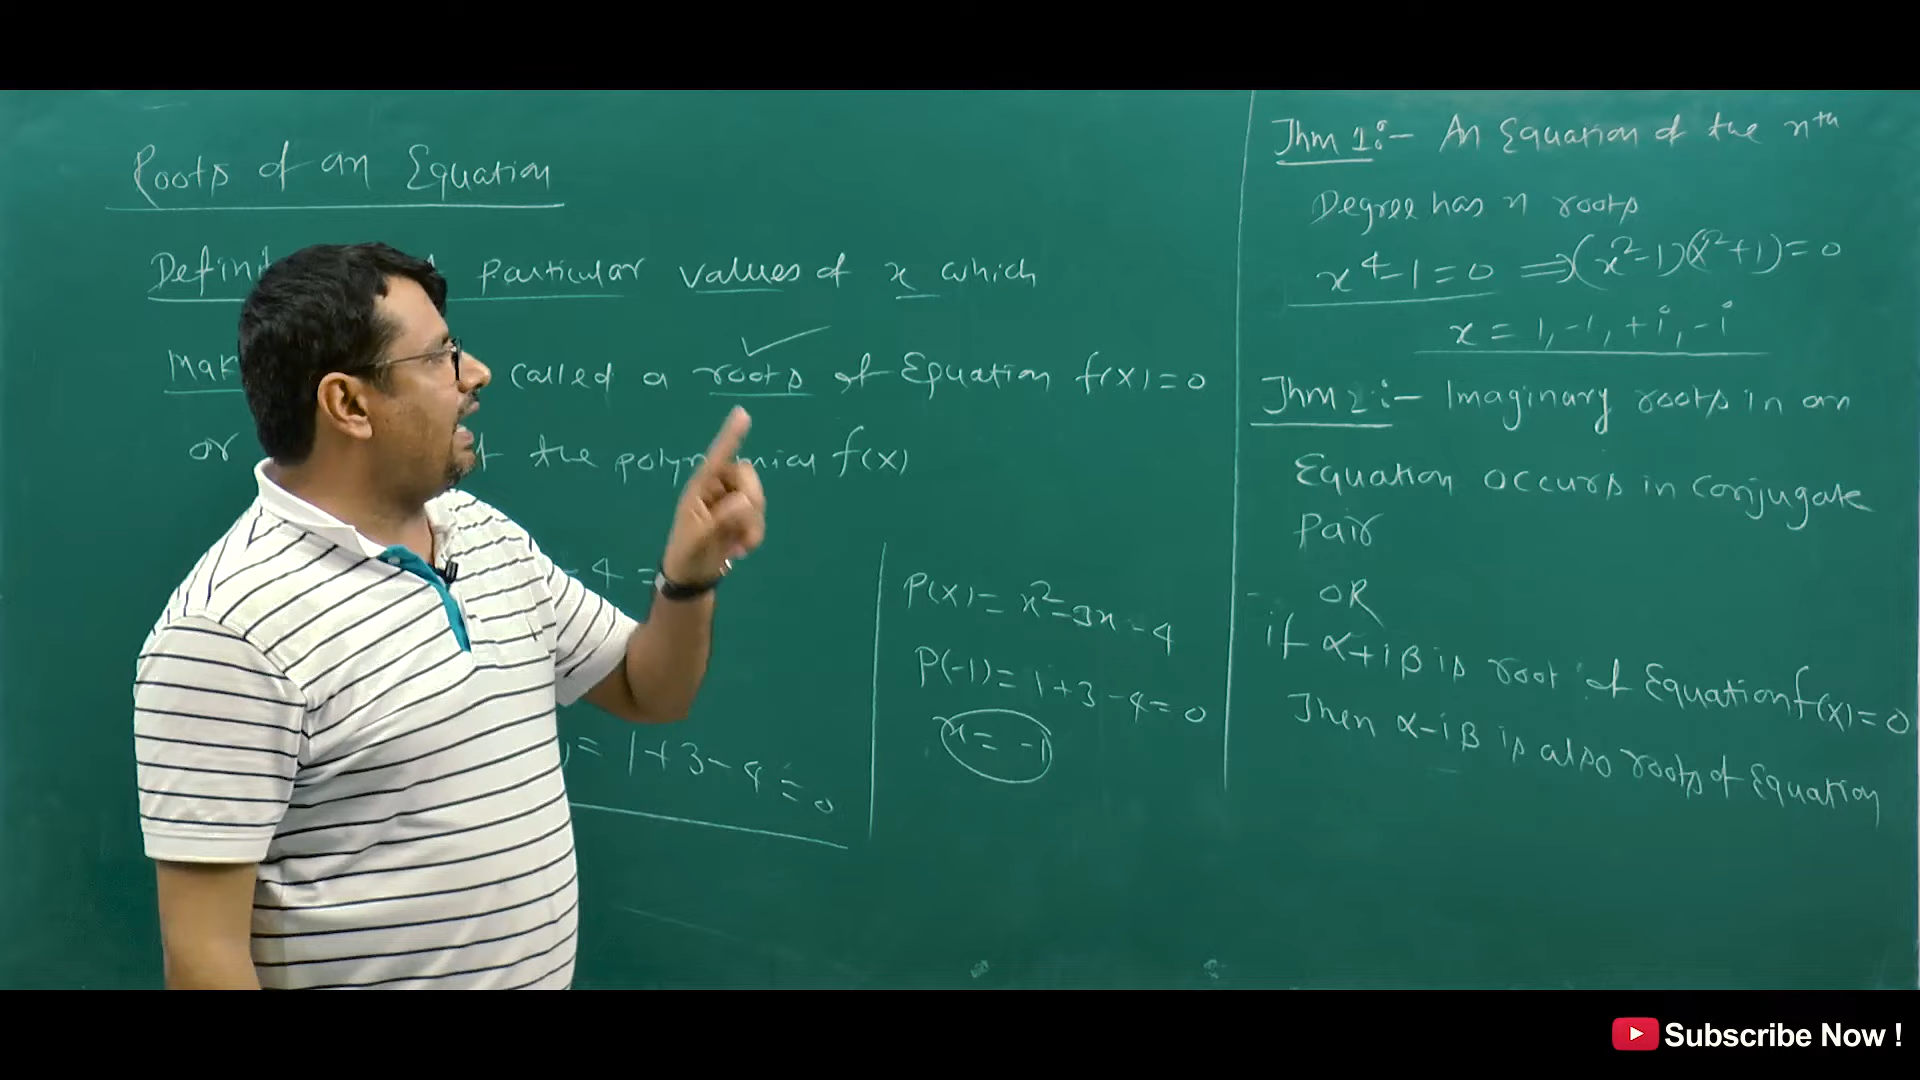 Roots of an Equation
particular values of x which
called a roots of Equation f(x)=0
or the polynomial f(x)
-4=
=1+3-4=0
P(x)=x²-3x-4
P(-1)=1+3-4=0
x=-1
Thm 1:- An Equation of the nth
Degree has n roots
x⁴-1=0 ⇒(x²-1)(x²+1)=0
x=1,-1,+i,-i
Thm 2:- Imaginary roots in an
Equation occurs in conjugate
Pair
OR
if α+iβ is root of Equation f(x)=0
Then α-iβ is also roots of Equation
Subscribe Now !